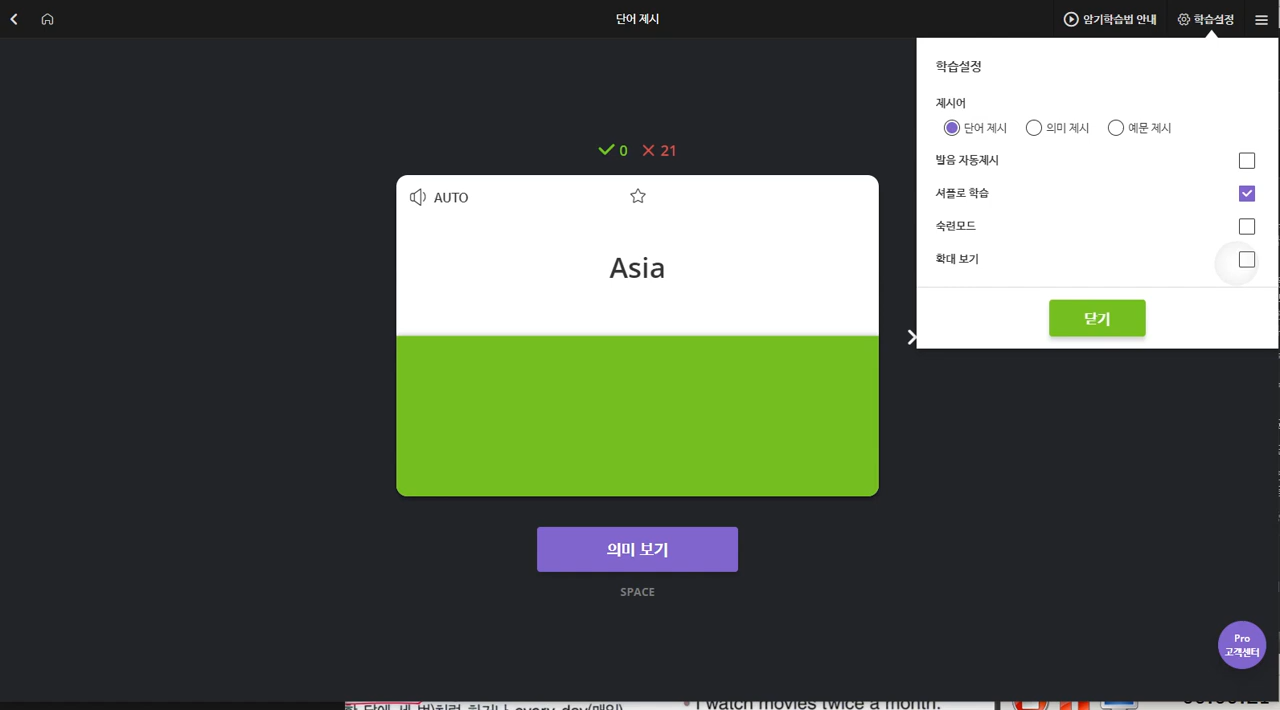 단어 제시
암기학습법 안내
학습설정
학습설정
제시어
단어 제시
의미 제시
예문 제시
발음 자동제시
셔플로 학습
숙련모드
확대 보기
닫기
0
21
AUTO
Asia
의미 보기
SPACE
Pro
고객센터
I watch movies twice a month.